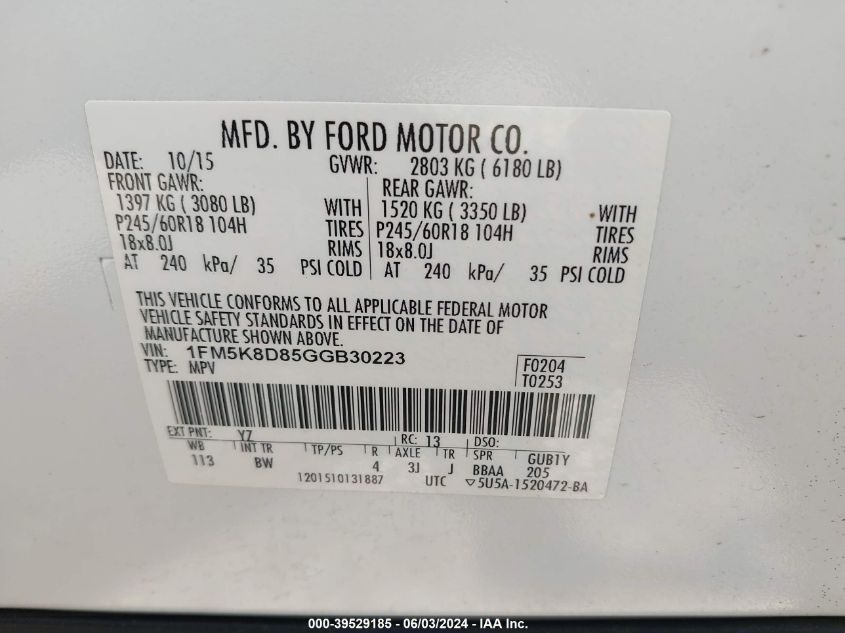 MFD. BY FORD MOTOR CO.
DATE: 10/15 GVWR: 2803 KG ( 6180 LB)
FRONT GAWR: REAR GAWR:
1397 KG ( 3080 LB) WITH 1520 KG ( 3350 LB) WITH
P245/60R18 104H TIRES P245/60R18 104H TIRES
18x8.0J RIMS 18x8.0J RIMS
AT 240 kPa/ 35 PSI COLD AT 240 kPa/ 35 PSI COLD
THIS VEHICLE CONFORMS TO ALL APPLICABLE FEDERAL MOTOR
VEHICLE SAFETY STANDARDS IN EFFECT ON THE DATE OF
MANUFACTURE SHOWN ABOVE.
VIN: 1FM5K8D85GGB30223 F0204
TYPE: MPV T0253
EXT PNT: YZ RC: 13 DSO:
WB INT TR TP/PS R AXLE TR SPR GUB1Y
113 BW 4 3J J BBAA 205
1201510131887 UTC ▽5U5A-1520472-BA
000-39529185 - 06/03/2024 - IAA Inc.